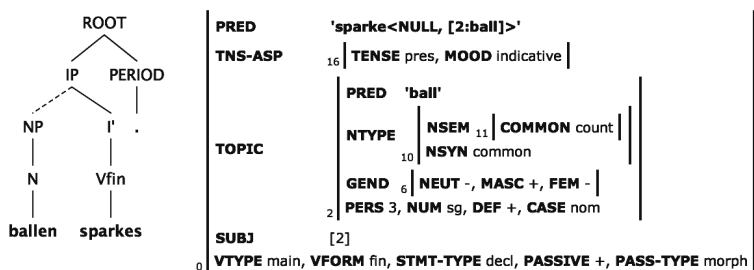 ROOT
IP PERIOD
NP I' .
N Vfin
ballen sparkes
PRED 'sparke<NULL, [2:ball]>'
TNS-ASP 16 TENSE pres, MOOD indicative
PRED 'ball'
NTYPE NSEM 11 COMMON count
10 NSYN common
TOPIC
GEND 6 NEUT -, MASC +, FEM -
2 PERS 3, NUM sg, DEF +, CASE nom
SUBJ [2]
0 VTYPE main, VFORM fin, STMT-TYPE decl, PASSIVE +, PASS-TYPE morph